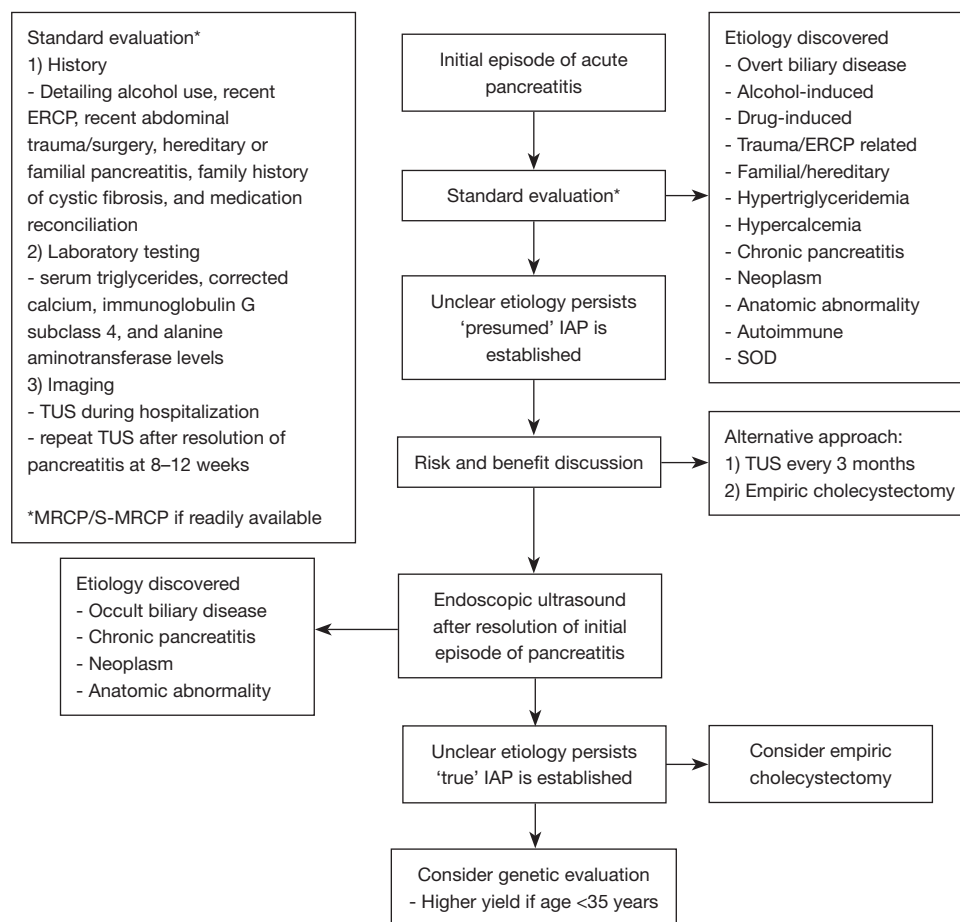 Standard evaluation*
1) History
- Detailing alcohol use, recent
ERCP, recent abdominal
trauma/surgery, hereditary or
familial pancreatitis, family history
of cystic fibrosis, and medication
reconciliation
2) Laboratory testing
- serum triglycerides, corrected
calcium, immunoglobulin G
subclass 4, and alanine
aminotransferase levels
3) Imaging
- TUS during hospitalization
- repeat TUS after resolution of
pancreatitis at 8–12 weeks
*MRCP/S-MRCP if readily available
Initial episode of acute
pancreatitis
Standard evaluation*
Etiology discovered
- Overt biliary disease
- Alcohol-induced
- Drug-induced
- Trauma/ERCP related
- Familial/hereditary
- Hypertriglyceridemia
- Hypercalcemia
- Chronic pancreatitis
- Neoplasm
- Anatomic abnormality
- Autoimmune
- SOD
Unclear etiology persists
‘presumed’ IAP is
established
Risk and benefit discussion
Alternative approach:
1) TUS every 3 months
2) Empiric cholecystectomy
Endoscopic ultrasound
after resolution of initial
episode of pancreatitis
Etiology discovered
- Occult biliary disease
- Chronic pancreatitis
- Neoplasm
- Anatomic abnormality
Unclear etiology persists
‘true’ IAP is established
Consider empiric
cholecystectomy
Consider genetic evaluation
- Higher yield if age <35 years